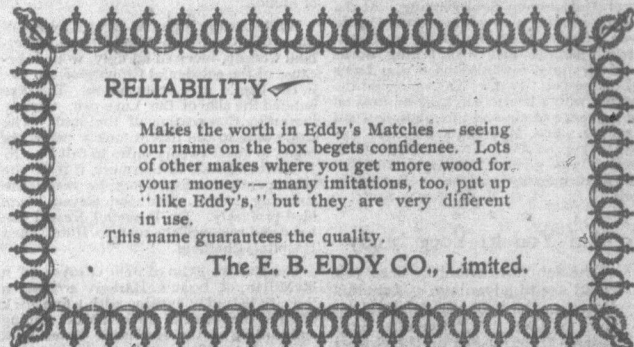 RELIABILITY
Makes the worth in Eddy's Matches — seeing
our name on the box begets confidence. Lots
of other makes where you get more wood for
your money — many imitations, too, put up
"like Eddy's," but they are very different
in use.
This name guarantees the quality.
The E. B. EDDY CO., Limited.